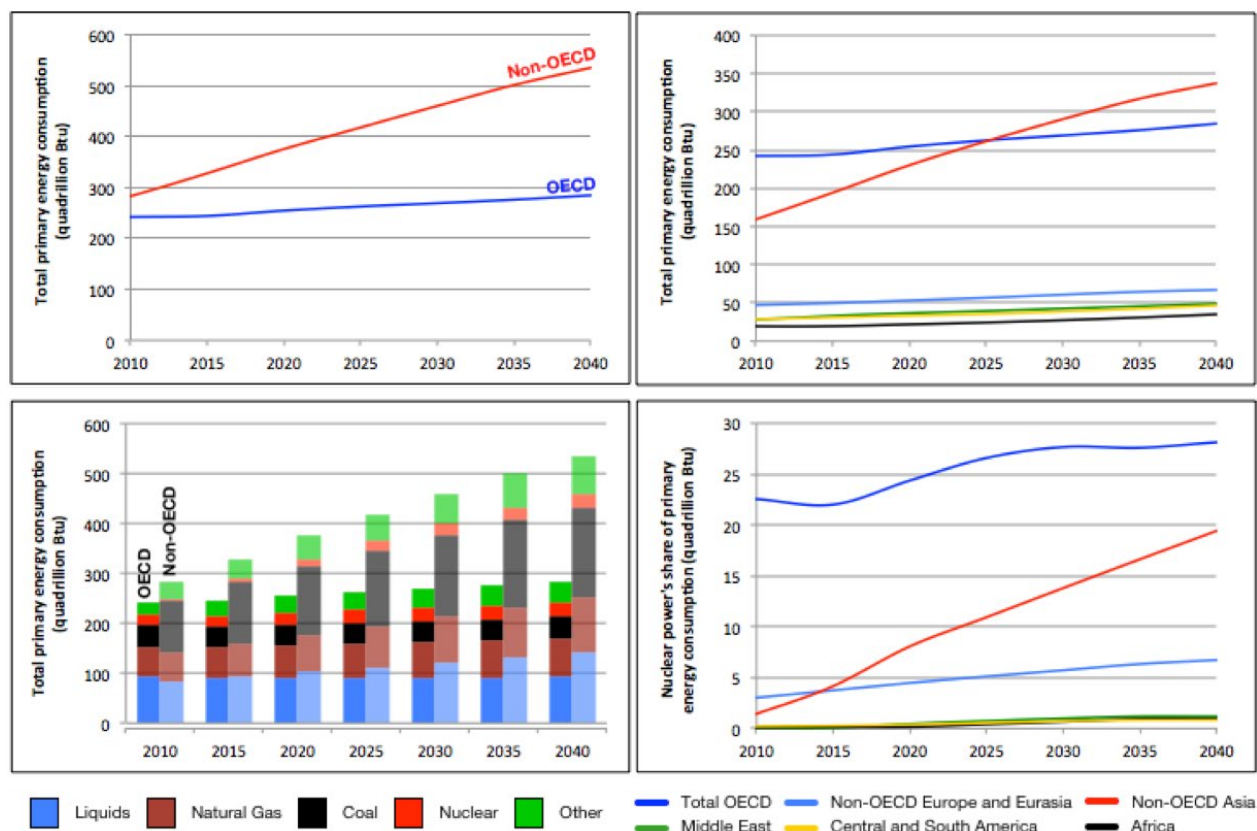 Total primary energy consumption
(quadrillion Btu)
600
500
400
300
200
100
0
2010 2015 2020 2025 2030 2035 2040
Non-OECD
OECD
Total primary energy consumption
(quadrillion Btu)
400
350
300
250
200
150
100
50
0
2010 2015 2020 2025 2030 2035 2040
Total primary energy consumption
(quadrillion Btu)
600
500
400
300
200
100
0
OECD
Non-OECD
2010 2015 2020 2025 2030 2035 2040
Nuclear power's share of primary
energy consumption (quadrillion Btu)
30
25
20
15
10
5
0
2010 2015 2020 2025 2030 2035 2040
Liquids Natural Gas Coal Nuclear Other
Total OECD Non-OECD Europe and Eurasia Non-OECD Asia
Middle East Central and South America Africa